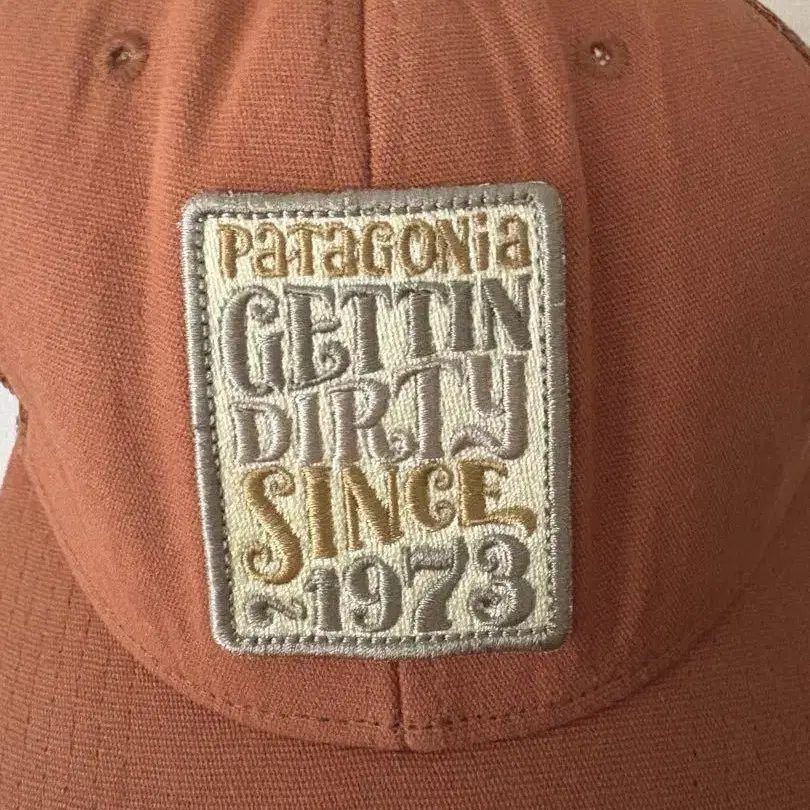 PATAGONiA
GETTIN
DIRTY
SINCE
~1973